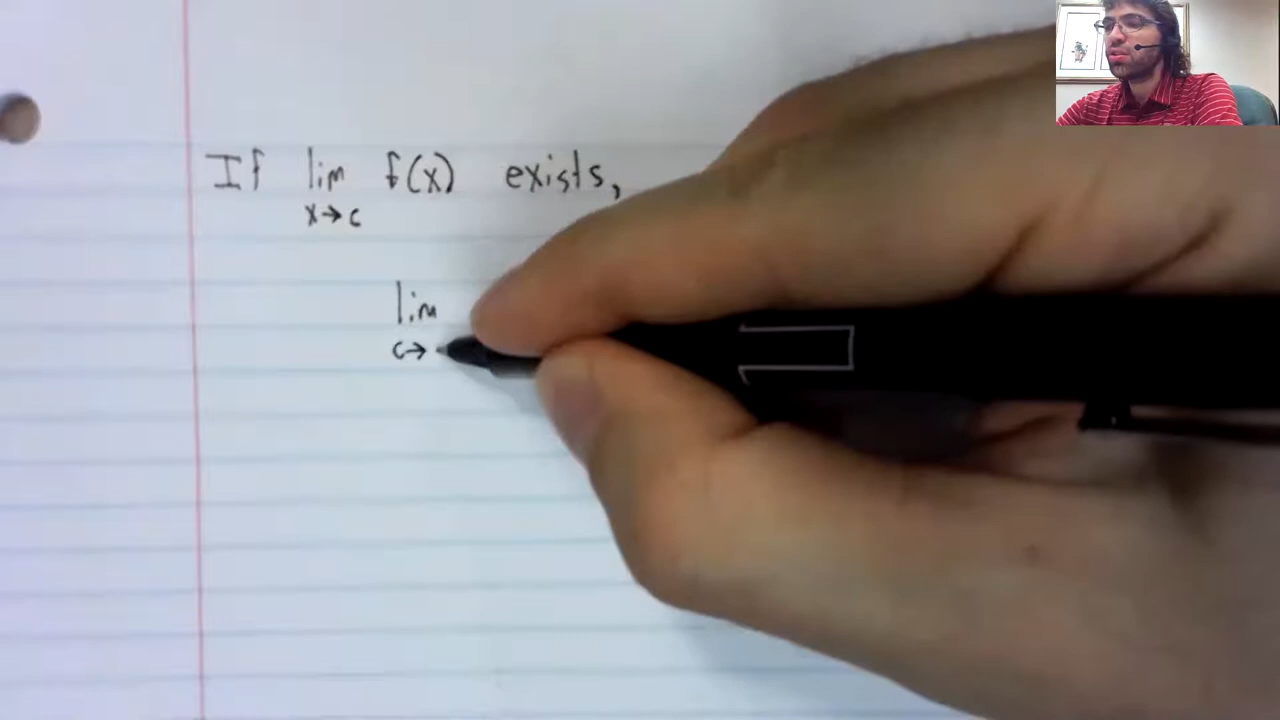 If lim f(x) exists,
x→c
lim
c→